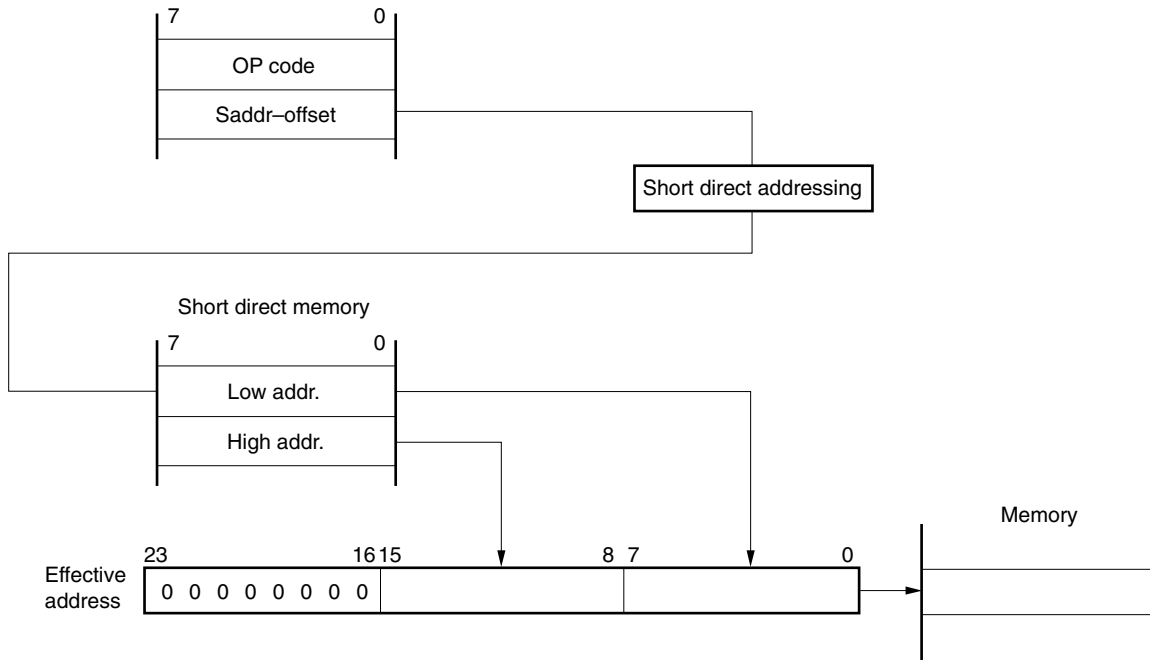 7 0
OP code
Saddr–offset
Short direct addressing
Short direct memory
7 0
Low addr.
High addr.
Memory
23 16 15 8 7 0
Effective
address
0 0 0 0 0 0 0 0